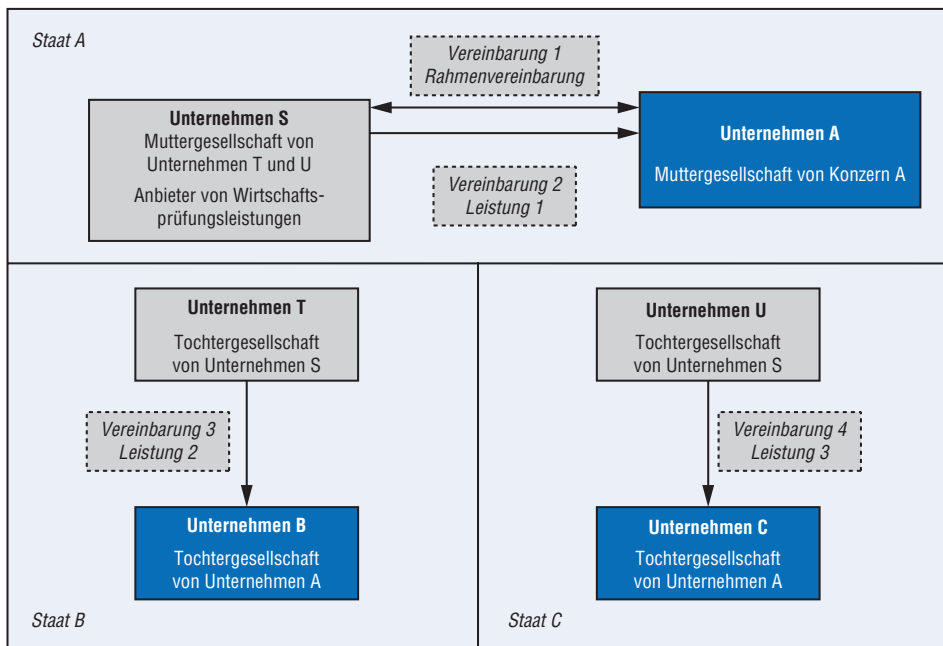 Staat A
Vereinbarung 1
Rahmenvereinbarung
Unternehmen S
Muttergesellschaft von
Unternehmen T und U
Anbieter von Wirtschafts-
prüfungsleistungen
Unternehmen A
Muttergesellschaft von Konzern A
Vereinbarung 2
Leistung 1
Unternehmen T
Tochtergesellschaft
von Unternehmen S
Vereinbarung 3
Leistung 2
Unternehmen B
Tochtergesellschaft
von Unternehmen A
Staat B
Unternehmen U
Tochtergesellschaft
von Unternehmen S
Vereinbarung 4
Leistung 3
Unternehmen C
Tochtergesellschaft
von Unternehmen A
Staat C